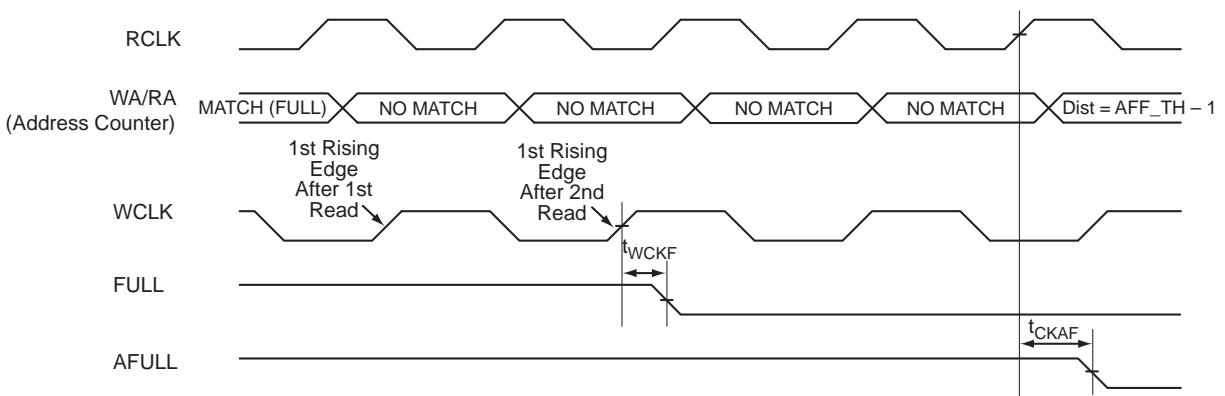 RCLK
WA/RA
(Address Counter)
MATCH (FULL)
NO MATCH
NO MATCH
NO MATCH
NO MATCH
Dist = AFF_TH – 1
1st Rising
Edge
After 1st
Read
1st Rising
Edge
After 2nd
Read
WCLK
tWCKF
FULL
tCKAF
AFULL